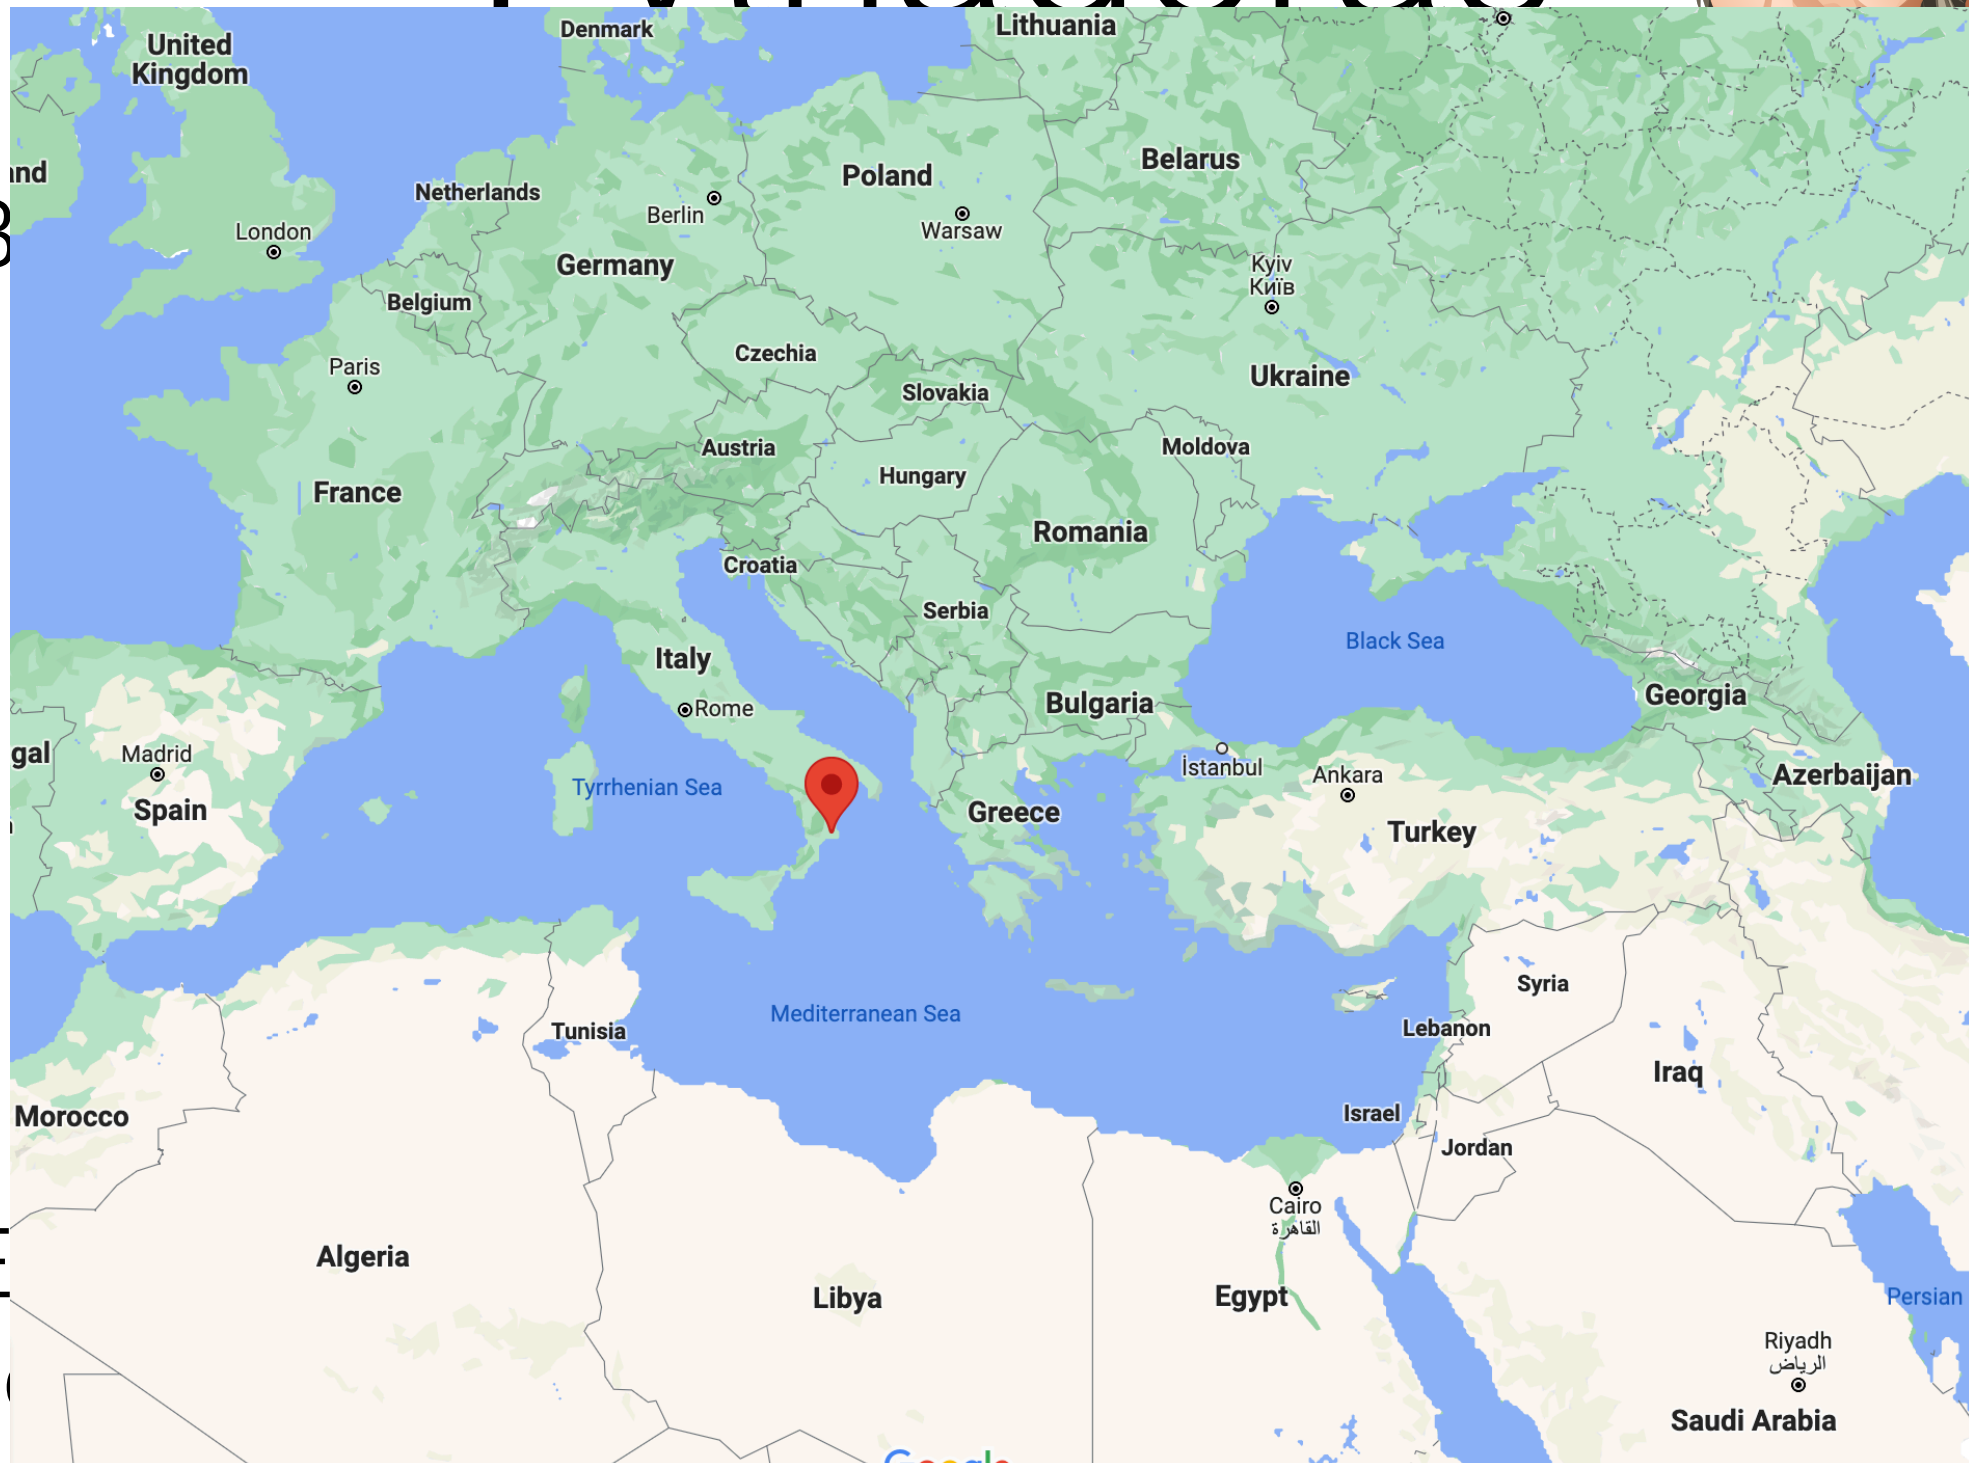 Denmark
Lithuania
United
Kingdom
Belarus
Poland
Netherlands
Berlin
Warsaw
London
Germany
Kyiv
Київ
Belgium
Czechia
Paris
Ukraine
Slovakia
Austria
Moldova
Hungary
France
Romania
Croatia
Serbia
Black Sea
Italy
Georgia
Bulgaria
Rome
Madrid
İstanbul
Ankara
Azerbaijan
Tyrrhenian Sea
Spain
Greece
Turkey
Syria
Mediterranean Sea
Lebanon
Tunisia
Iraq
Morocco
Israel
Jordan
Cairo
القاهرة
Algeria
Libya
Egypt
Persian
Riyadh
الرياض
Saudi Arabia
Google